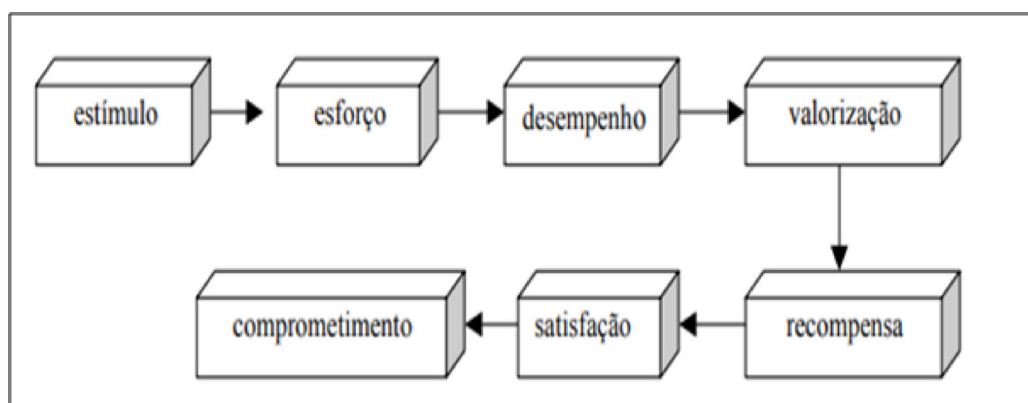 estímulo
esforço
desempenho
valorização
recompensa
satisfação
comprometimento